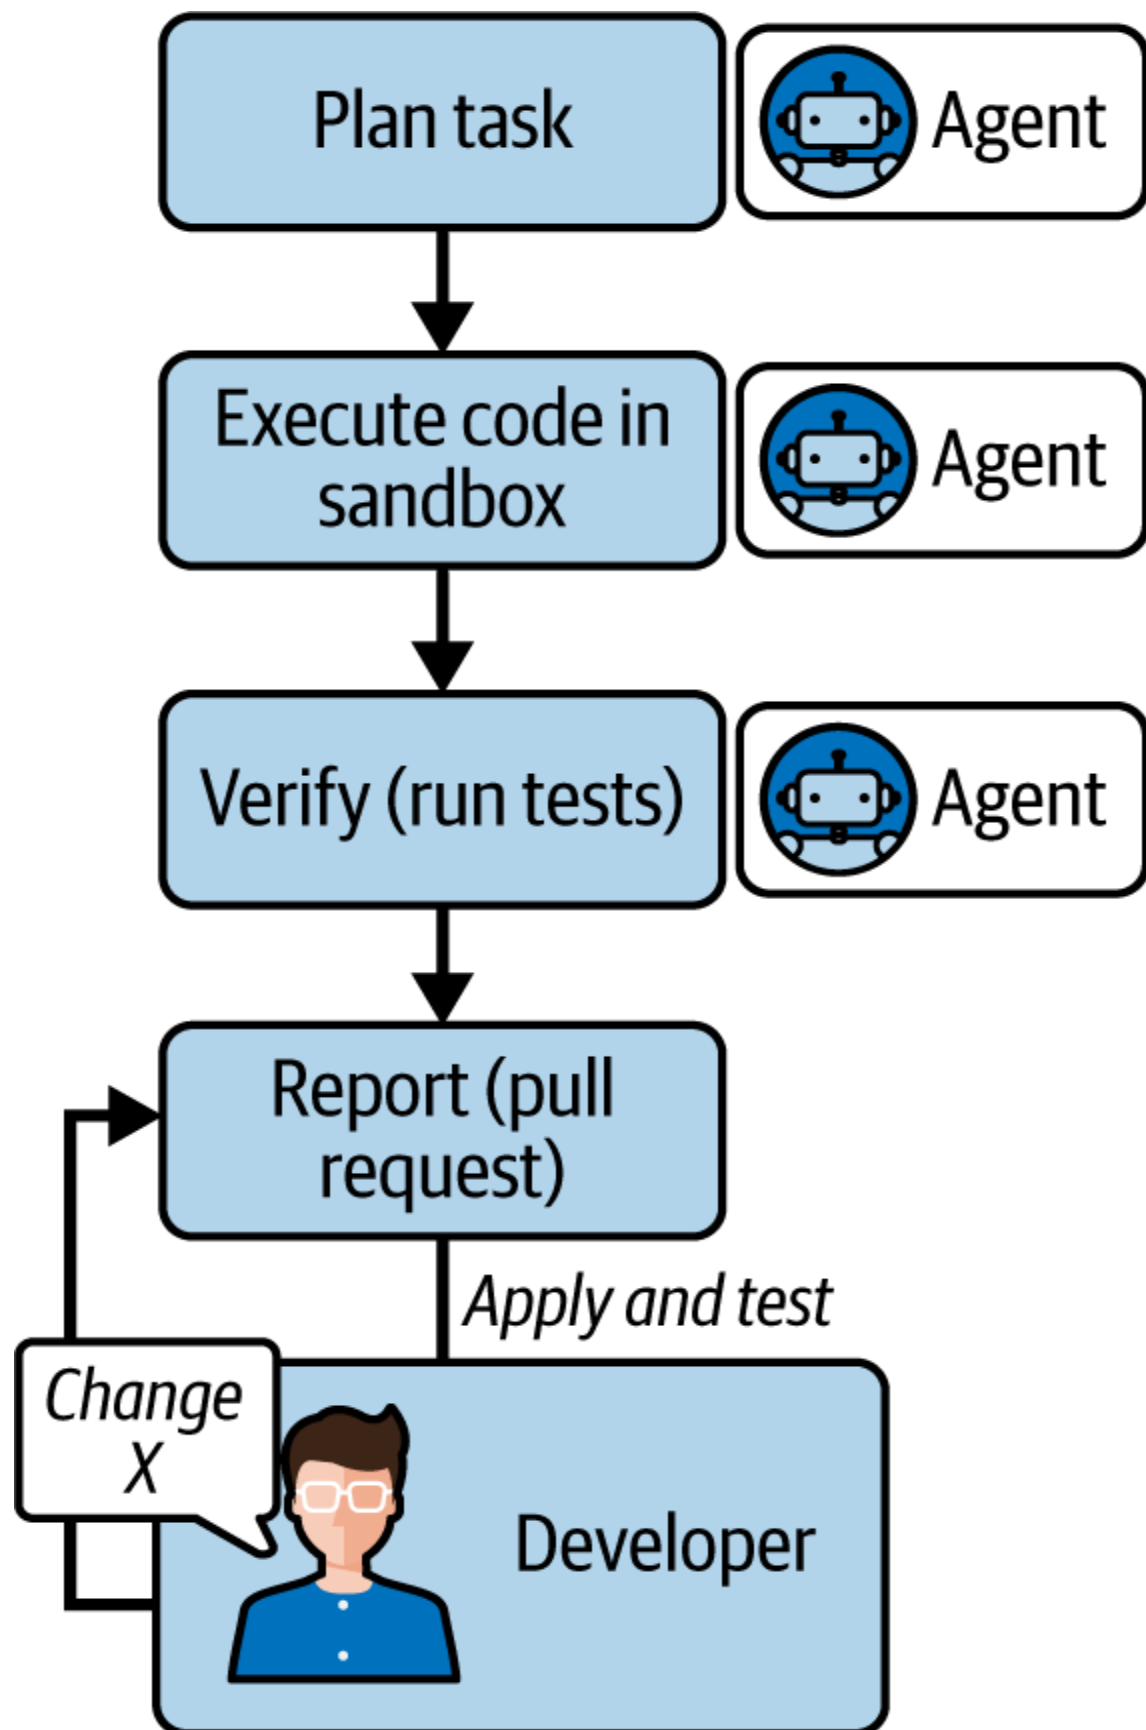 Plan task
Agent
Execute code in
sandbox
Agent
Verify (run tests)
Agent
Report (pull
request)
Apply and test
Change
X
Developer